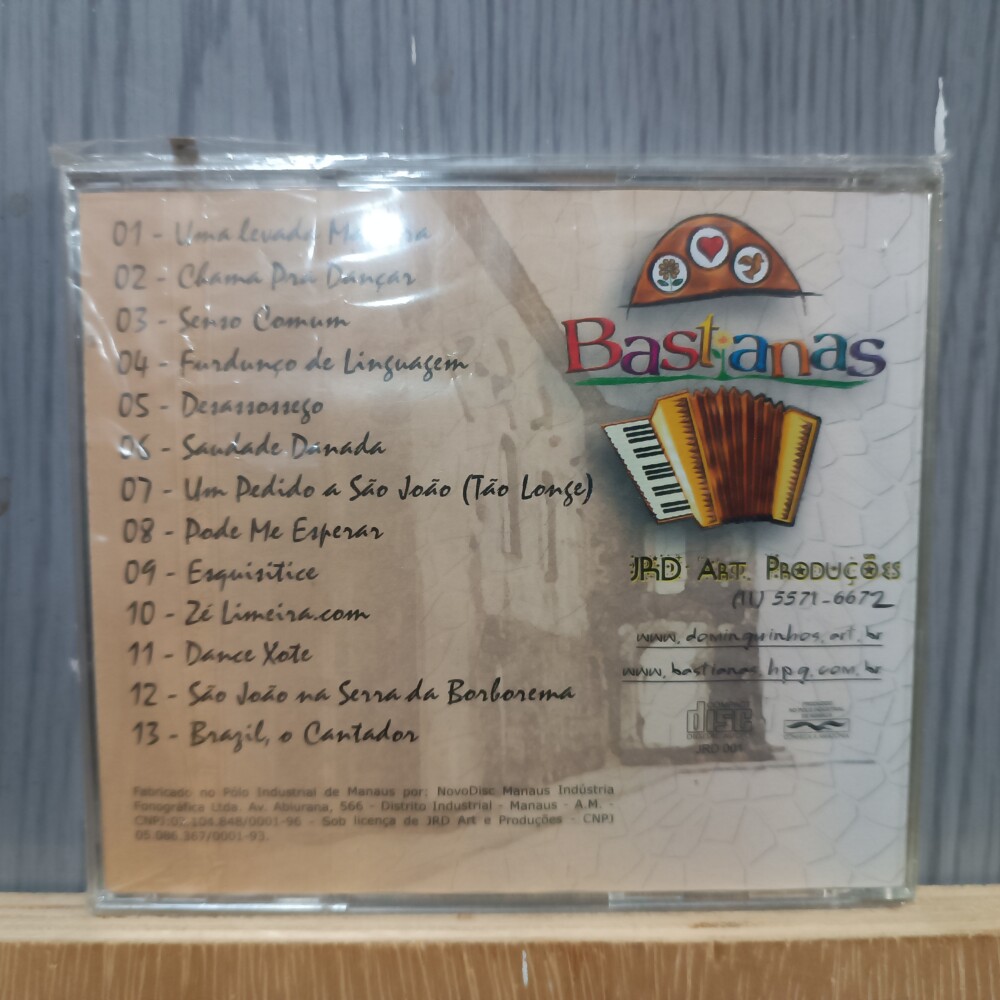 01 - Uma levada
02 - Chama Pra Dançar
03 - Senso Comum
04 - Furdunço de Linguagem
05 - Desassossego
06 - Saudade Danada
07 - Um Pedido a São João (Tão Longe)
08 - Pode Me Esperar
09 - Esquisitice
10 - Zé Limeira.com
11 - Dance Xote
12 - São João na Serra da Borborema
13 - Brazil, o Cantador
Bastianas
JRD Art. Produções
(11) 5571-6672
www.dominguinhos.art.br
www.bastianas.hpg.com.br
COMPACT
disc
JRD 001
Fabricado no Pólo Industrial de Manaus por: NovoDisc Manaus Indústria
Fonográfica Ltda. Av. Abiurana, 566 - Distrito Industrial - Manaus - A.M. -
CNPJ:02.104.848/0001-96 - Sob licença de JRD Art e Produções - CNPJ
05.086.367/0001-93.